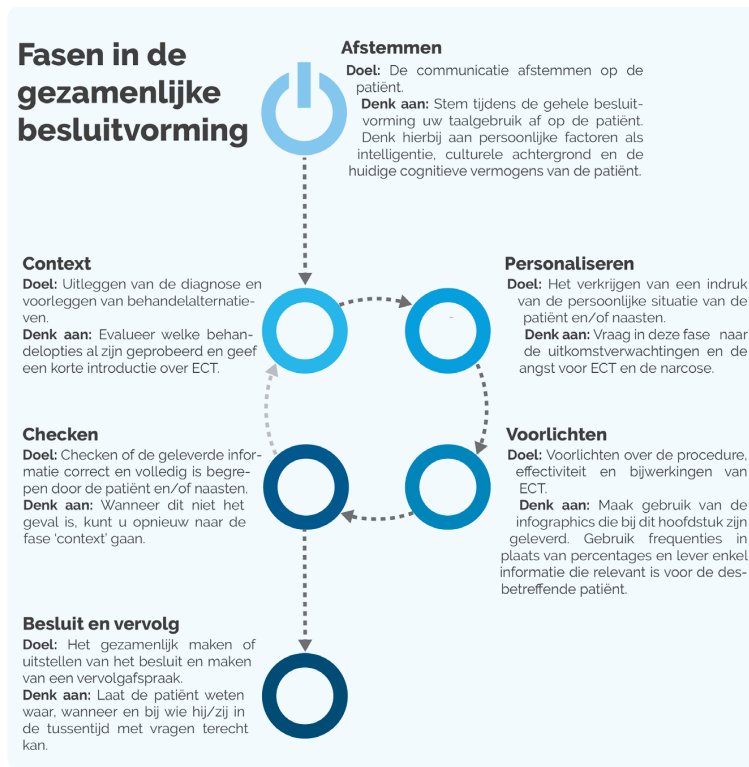 Fasen in de
gezamenlijke
besluitvorming
Afstemmen
Doel: De communicatie afstemmen op de
patiënt.
Denk aan: Stem tijdens de gehele besluit-
vorming uw taalgebruik af op de patiënt.
Denk hierbij aan persoonlijke factoren als
intelligentie, culturele achtergrond en de
huidige cognitieve vermogens van de patiënt.
Context
Doel: Uitleggen van de diagnose en
voorleggen van behandelalternatie-
ven.
Denk aan: Evalueer welke behan-
delopties al zijn geprobeerd en geef
een korte introductie over ECT.
Personaliseren
Doel: Het verkrijgen van een indruk
van de persoonlijke situatie van de
patiënt en/of naasten.
Denk aan: Vraag in deze fase naar
de uitkomstverwachtingen en de
angst voor ECT en de narcose.
Checken
Doel: Checken of de geleverde infor-
matie correct en volledig is begre-
pen door de patiënt en/of naasten.
Denk aan: Wanneer dit niet het
geval is, kunt u opnieuw naar de
fase ‘context’ gaan.
Voorlichten
Doel: Voorlichten over de procedure,
effectiviteit en bijwerkingen van
ECT.
Denk aan: Maak gebruik van de
infographics die bij dit hoofdstuk zijn
geleverd. Gebruik frequenties in
plaats van percentages en lever enkel
informatie die relevant is voor de des-
betreffende patiënt.
Besluit en vervolg
Doel: Het gezamenlijk maken of
uitstellen van het besluit en maken
van een vervolgafspraak.
Denk aan: Laat de patiënt weten
waar, wanneer en bij wie hij/zij in
de tussentijd met vragen terecht
kan.